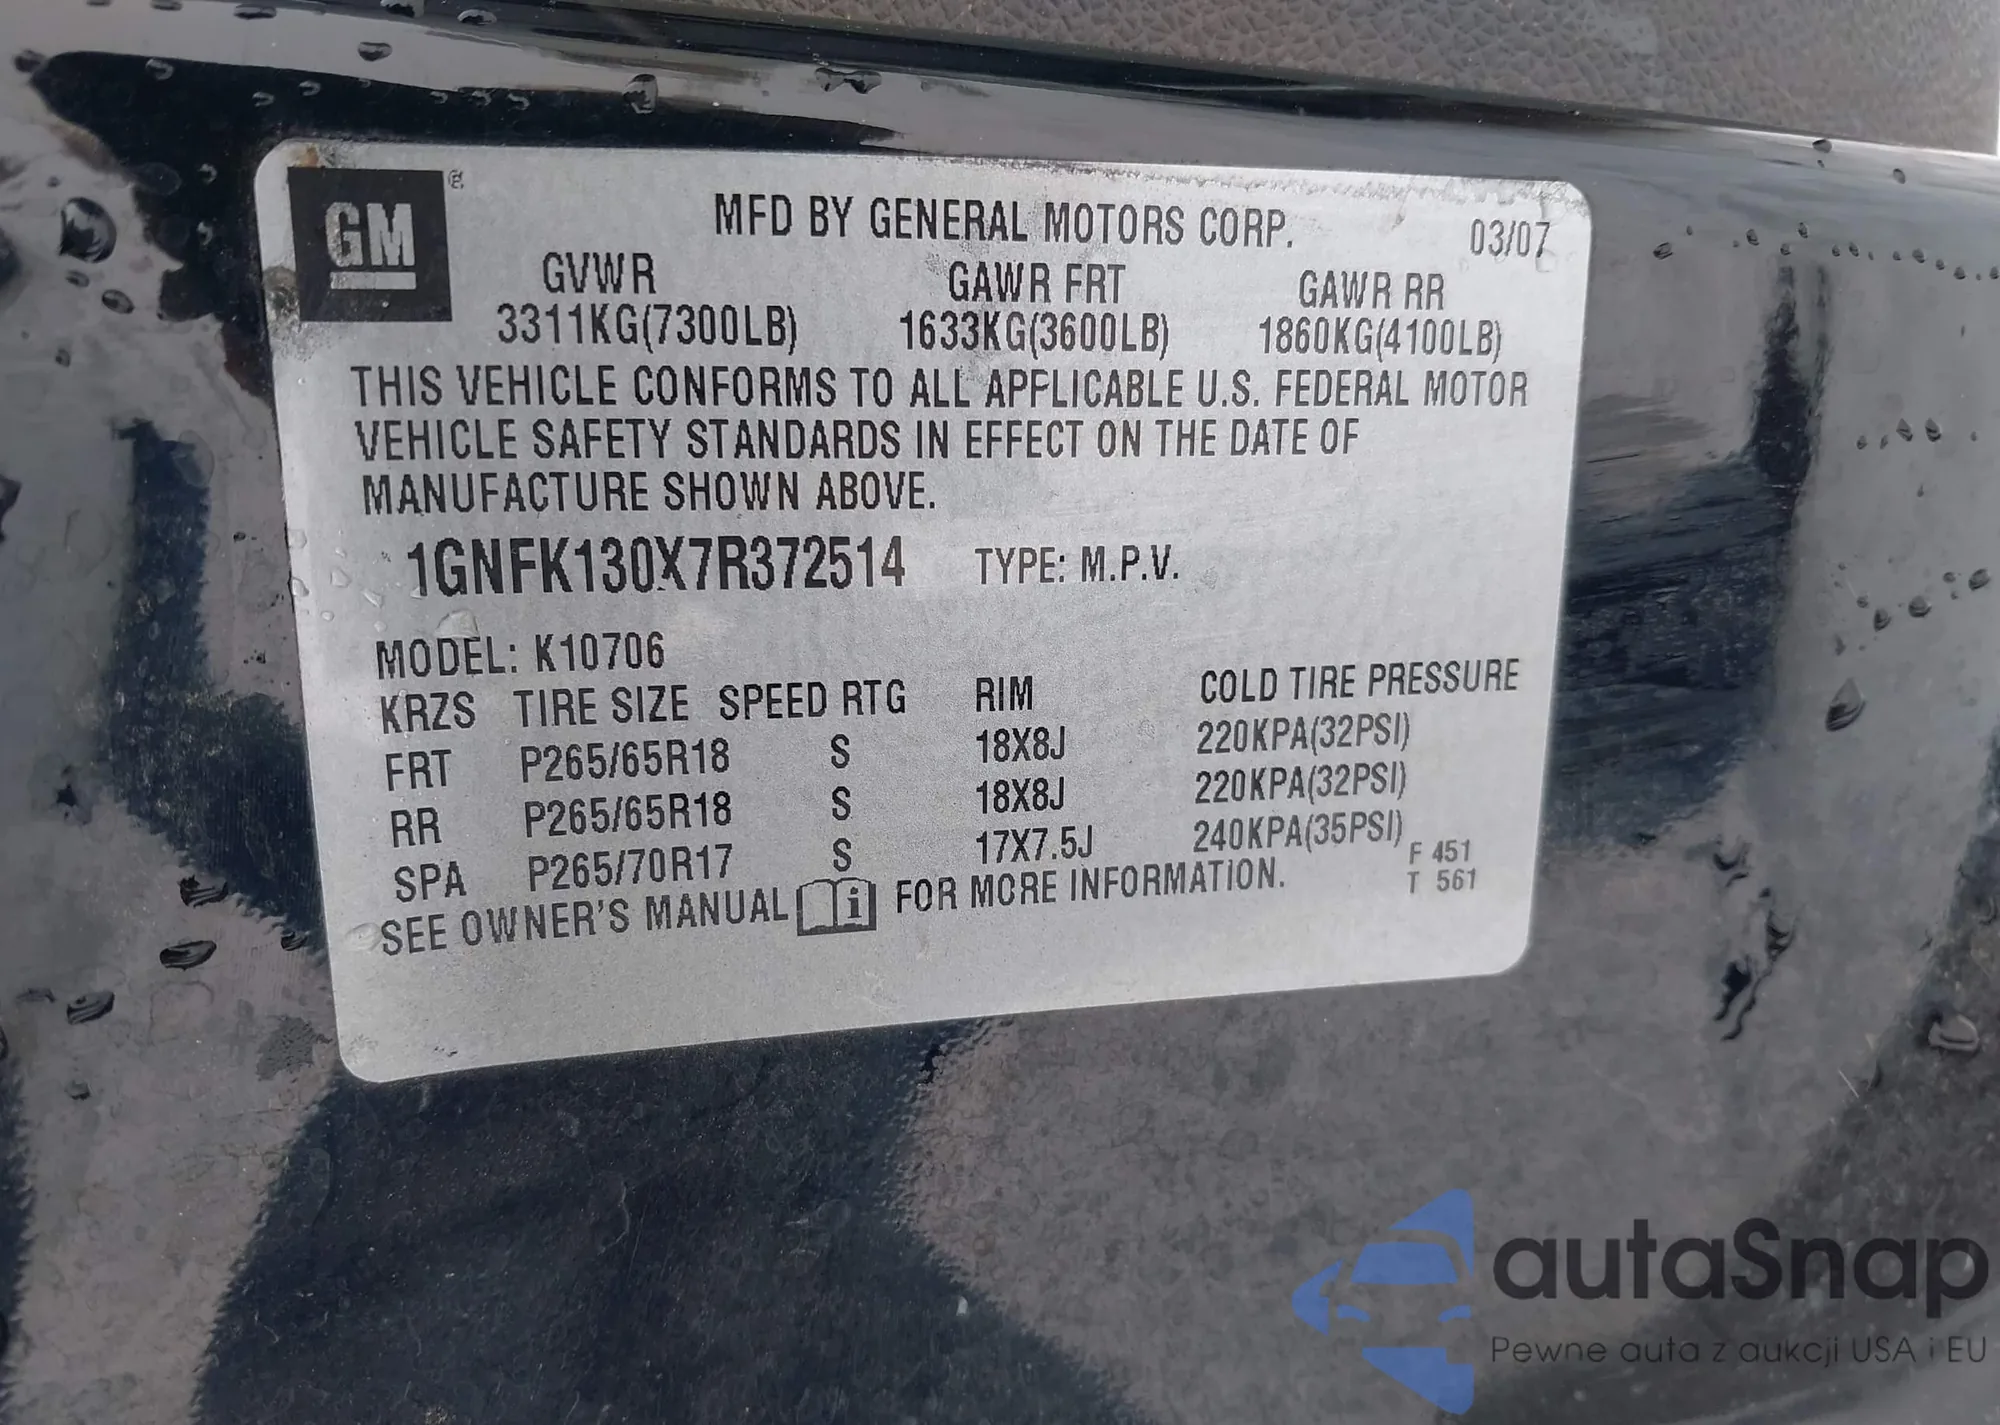 GM ®
MFD BY GENERAL MOTORS CORP. 03/07
GVWR GAWR FRT GAWR RR
3311KG(7300LB) 1633KG(3600LB) 1860KG(4100LB)
THIS VEHICLE CONFORMS TO ALL APPLICABLE U.S. FEDERAL MOTOR
VEHICLE SAFETY STANDARDS IN EFFECT ON THE DATE OF
MANUFACTURE SHOWN ABOVE.
1GNFK130X7R372514 TYPE: M.P.V.
MODEL: K10706
KRZS TIRE SIZE SPEED RTG RIM COLD TIRE PRESSURE
FRT P265/65R18 S 18X8J 220KPA(32PSI)
RR P265/65R18 S 18X8J 220KPA(32PSI)
SPA P265/70R17 S 17X7.5J 240KPA(35PSI)
SEE OWNER'S MANUAL i FOR MORE INFORMATION.
F 451
T 561
autaSnap
Pewne auta z aukcji USA i EU